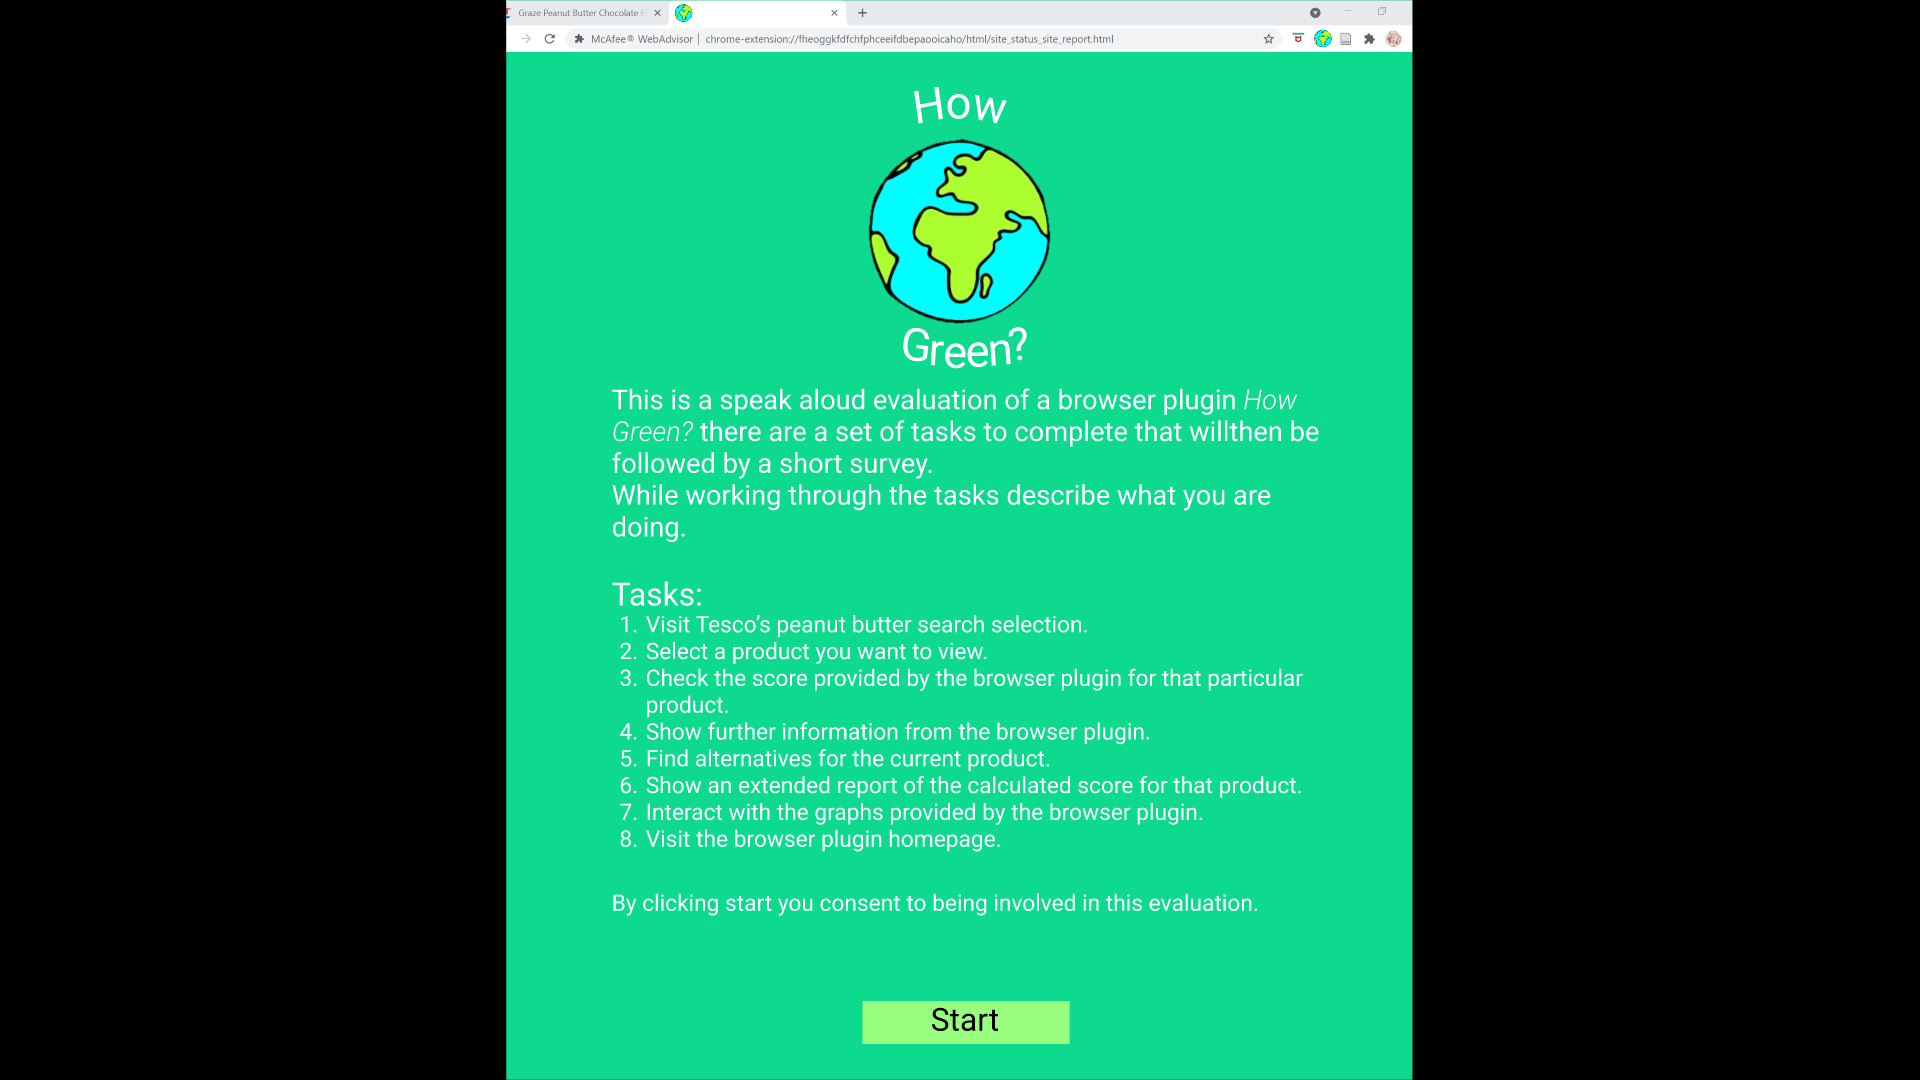 Graze Peanut Butter Chocolate
McAfee® WebAdvisor | chrome-extension://fheoggkfdfchfphceeifdbepaooicaho/html/site_status_site_report.html
How
Green?
This is a speak aloud evaluation of a browser plugin How
Green? there are a set of tasks to complete that willthen be
followed by a short survey.
While working through the tasks describe what you are
doing.
Tasks:
1. Visit Tesco's peanut butter search selection.
2. Select a product you want to view.
3. Check the score provided by the browser plugin for that particular
product.
4. Show further information from the browser plugin.
5. Find alternatives for the current product.
6. Show an extended report of the calculated score for that product.
7. Interact with the graphs provided by the browser plugin.
8. Visit the browser plugin homepage.
By clicking start you consent to being involved in this evaluation.
Start